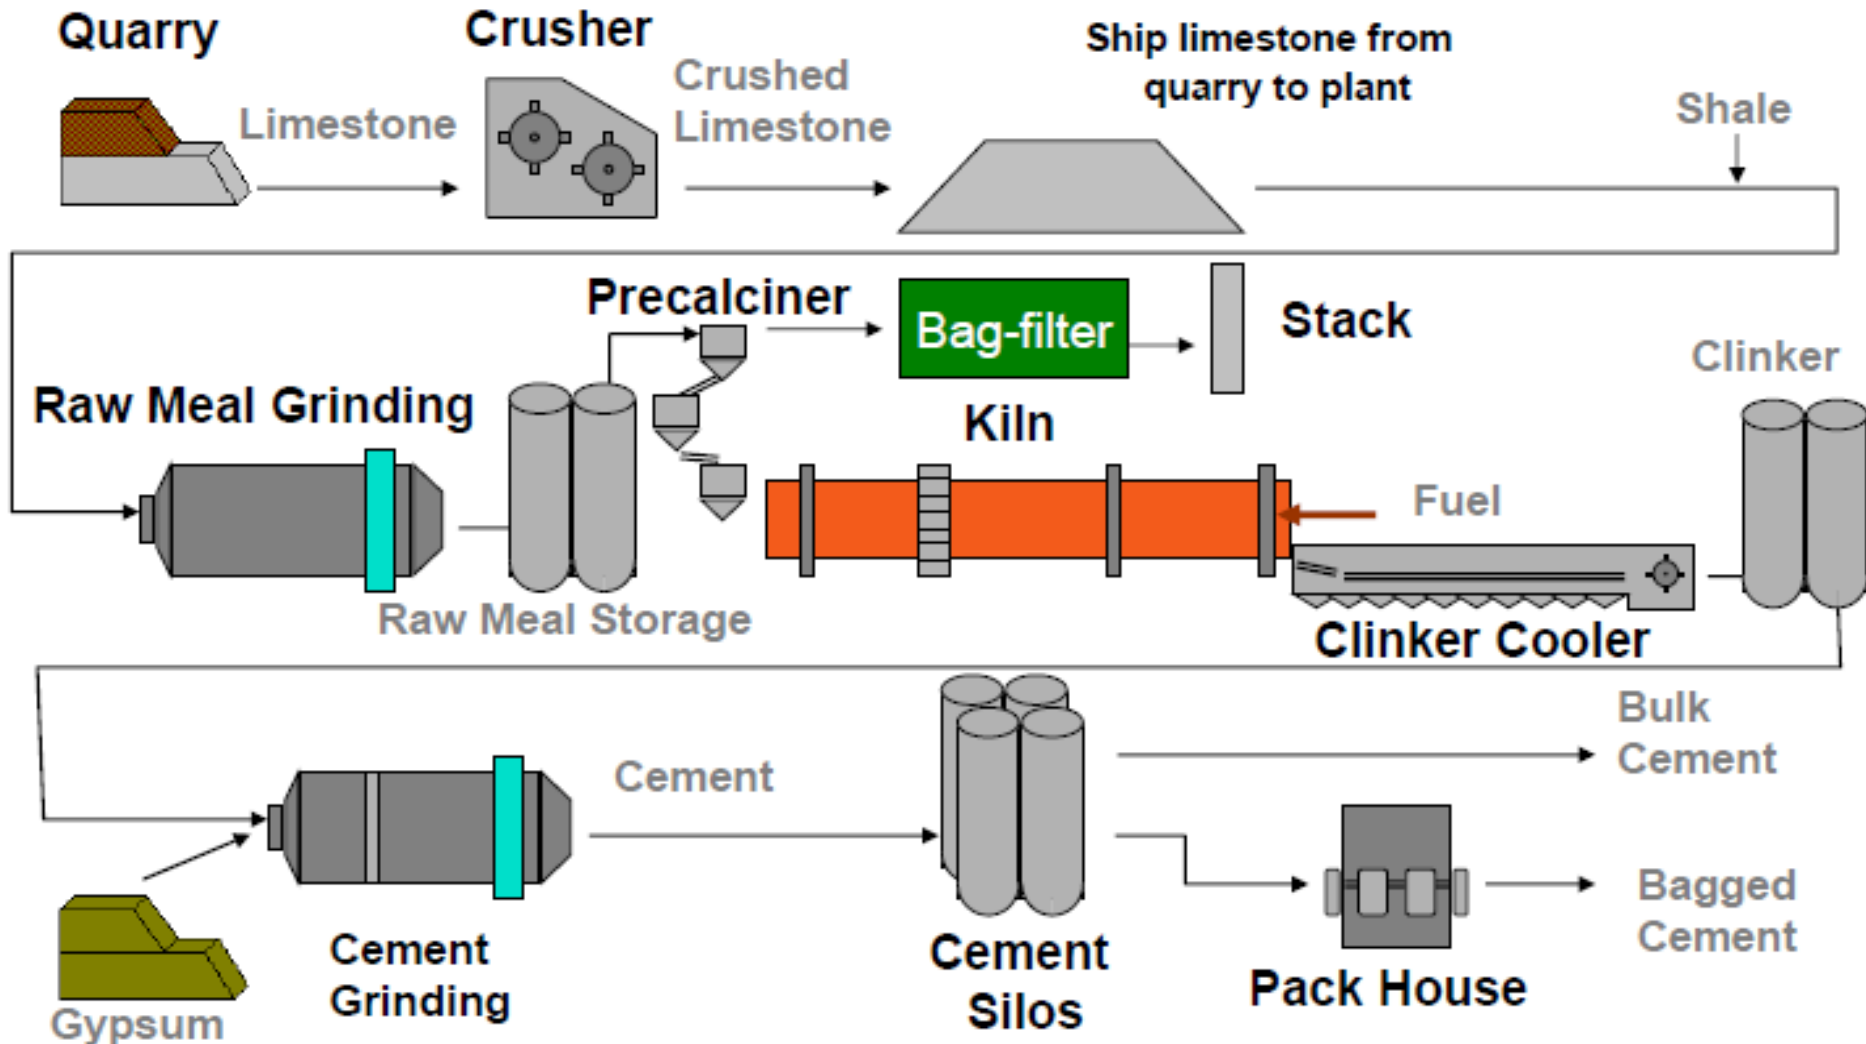 Quarry
Crusher
Ship limestone from
quarry to plant
Limestone
Crushed
Limestone
Shale
Precalciner
Bag-filter
Stack
Clinker
Raw Meal Grinding
Kiln
Fuel
Raw Meal Storage
Clinker Cooler
Bulk
Cement
Cement
Bagged
Cement
Cement
Grinding
Cement
Silos
Pack House
Gypsum